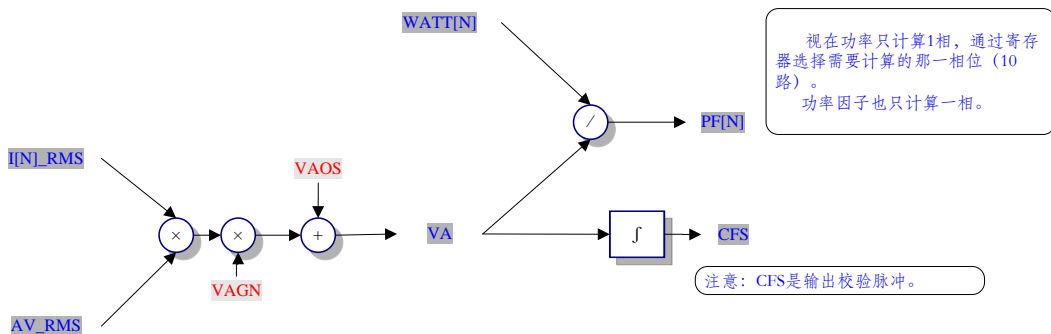 WATT[N]
视在功率只计算1相，通过寄存
器选择需要计算的那一相位（10
路）。
功率因子也只计算一相。
/
PF[N]
I[N]_RMS
VAOS
×
×
+
VA
∫
CFS
VAGN
注意：CFS是输出校验脉冲。
AV_RMS